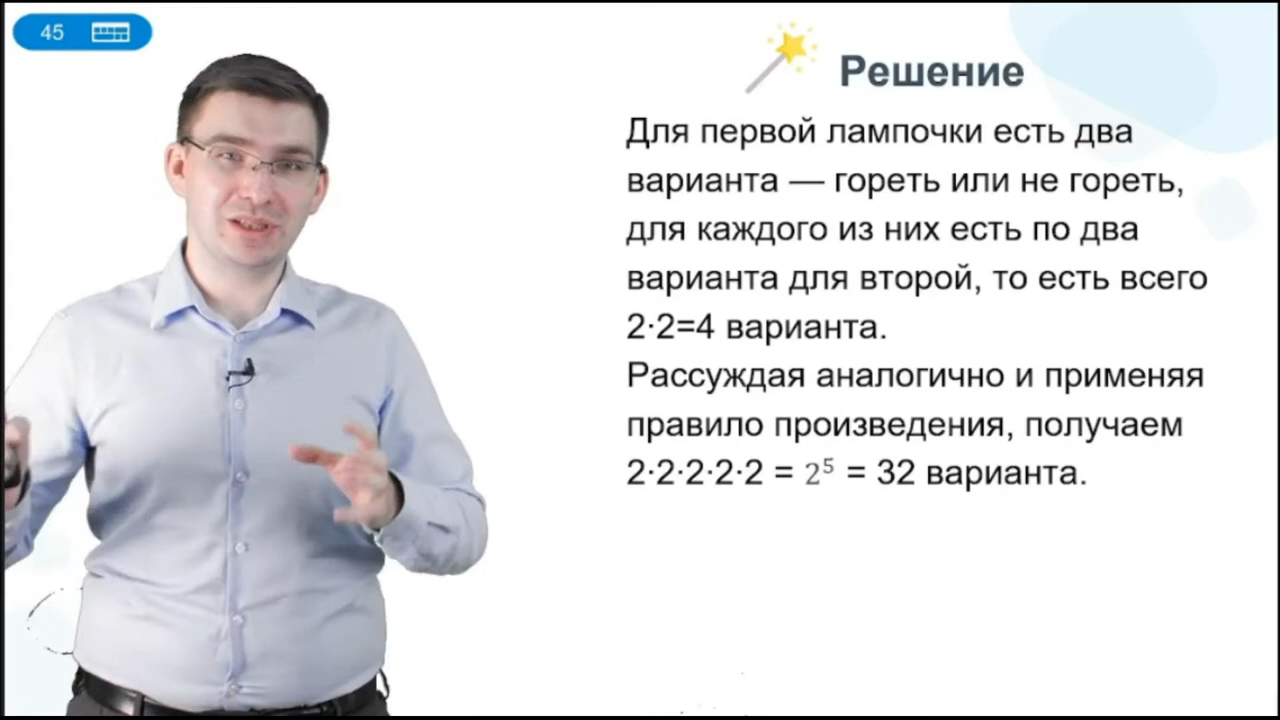 45
Решение
Для первой лампочки есть два
варианта — гореть или не гореть,
для каждого из них есть по два
варианта для второй, то есть всего
2·2=4 варианта.
Рассуждая аналогично и применяя
правило произведения, получаем
2·2·2·2·2 = 2⁵ = 32 варианта.